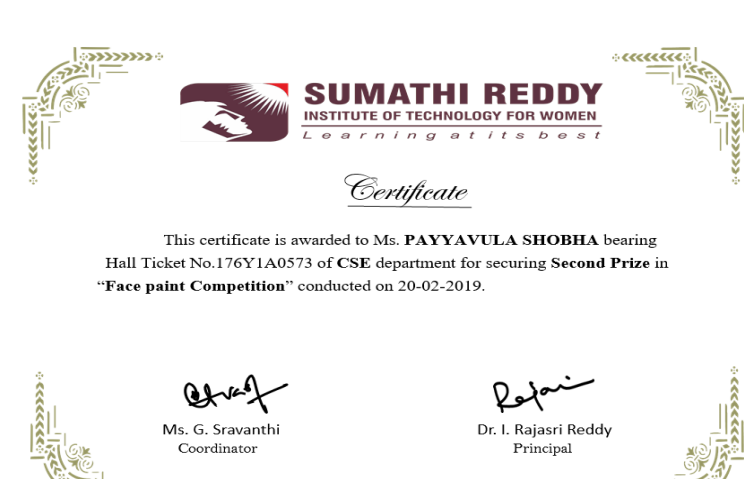 SUMATHI REDDY
INSTITUTE OF TECHNOLOGY FOR WOMEN
Learning at its best
Certificate
This certificate is awarded to Ms. PAYYAVULA SHOBHA bearing
Hall Ticket No.176Y1A0573 of CSE department for securing Second Prize in
“Face paint Competition” conducted on 20-02-2019.
Ms. G. Sravanthi
Coordinator
Dr. I. Rajasri Reddy
Principal